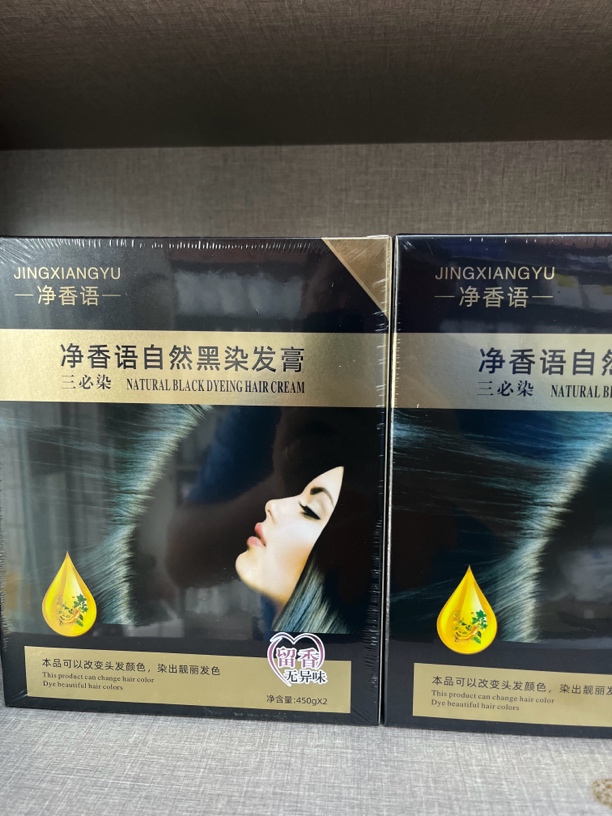 JINGXIANGYU
净香语
净香语自然黑染发膏
三必染 NATURAL BLACK DYEING HAIR CREAM
留香
无异味
本品可以改变头发颜色，染出靓丽发色
This product can change hair color
Dye beautiful hair colors
净含量:450gX2
JINGXIANGYU
净香语
净香语自然
三必染 NATURAL BL
本品可以改变头发颜色，染出靓丽发
This product can change hair color
Dye beautiful hair colors